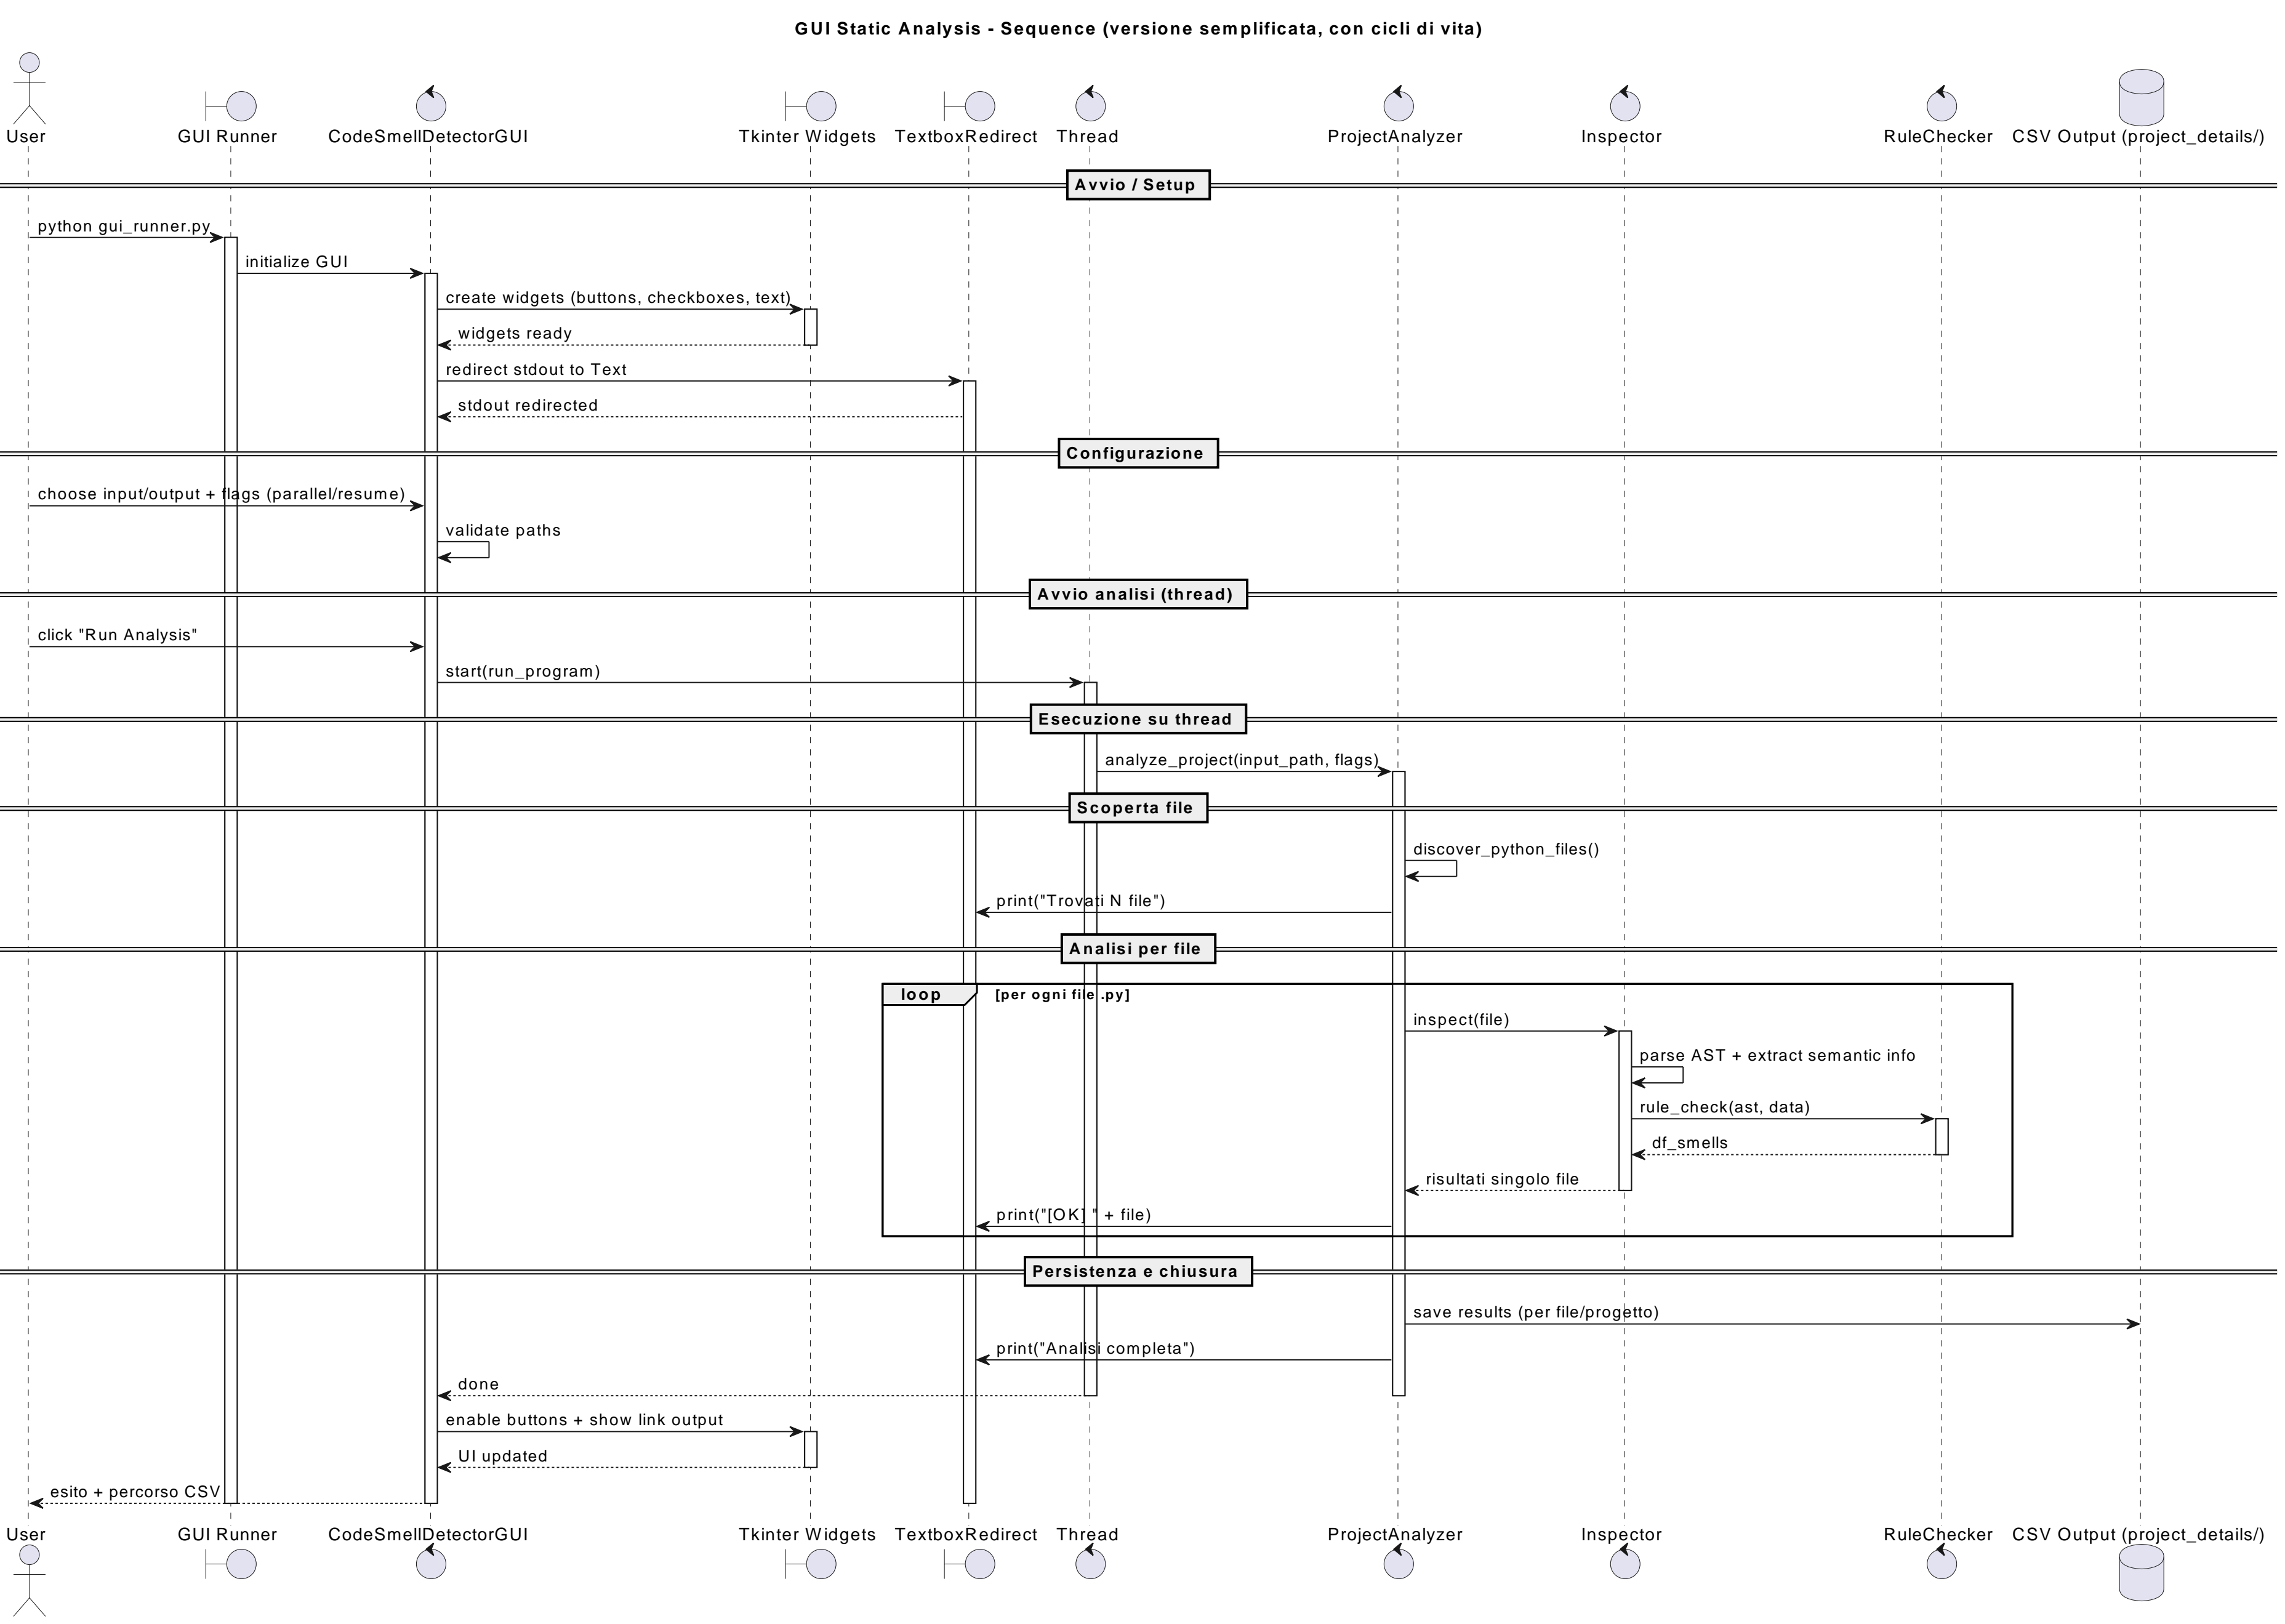 GUI Static Analysis - Sequence (versione semplificata, con cicli di vita)
User
GUI Runner
CodeSmellDetectorGUI
Tkinter Widgets
TextboxRedirect
Thread
ProjectAnalyzer
Inspector
RuleChecker
CSV Output (project_details/)
Avvio / Setup
python gui_runner.py
initialize GUI
create widgets (buttons, checkboxes, text)
widgets ready
redirect stdout to Text
stdout redirected
Configurazione
choose input/output + flags (parallel/resume)
validate paths
Avvio analisi (thread)
click "Run Analysis"
start(run_program)
Esecuzione su thread
analyze_project(input_path, flags)
Scoperta file
discover_python_files()
print("Trovati N file")
Analisi per file
loop
[per ogni file .py]
inspect(file)
parse AST + extract semantic info
rule_check(ast, data)
df_smells
risultati singolo file
print("[OK] " + file)
Persistenza e chiusura
save results (per file/progetto)
print("Analisi completa")
done
enable buttons + show link output
UI updated
esito + percorso CSV
User
GUI Runner
CodeSmellDetectorGUI
Tkinter Widgets
TextboxRedirect
Thread
ProjectAnalyzer
Inspector
RuleChecker
CSV Output (project_details/)